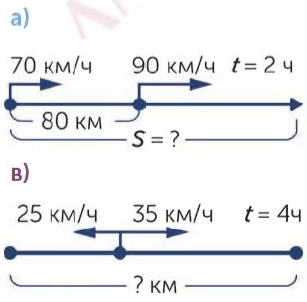 а)
70 км/ч 90 км/ч t = 2 ч
80 км
S = ?
в)
25 км/ч 35 км/ч t = 4ч
? км